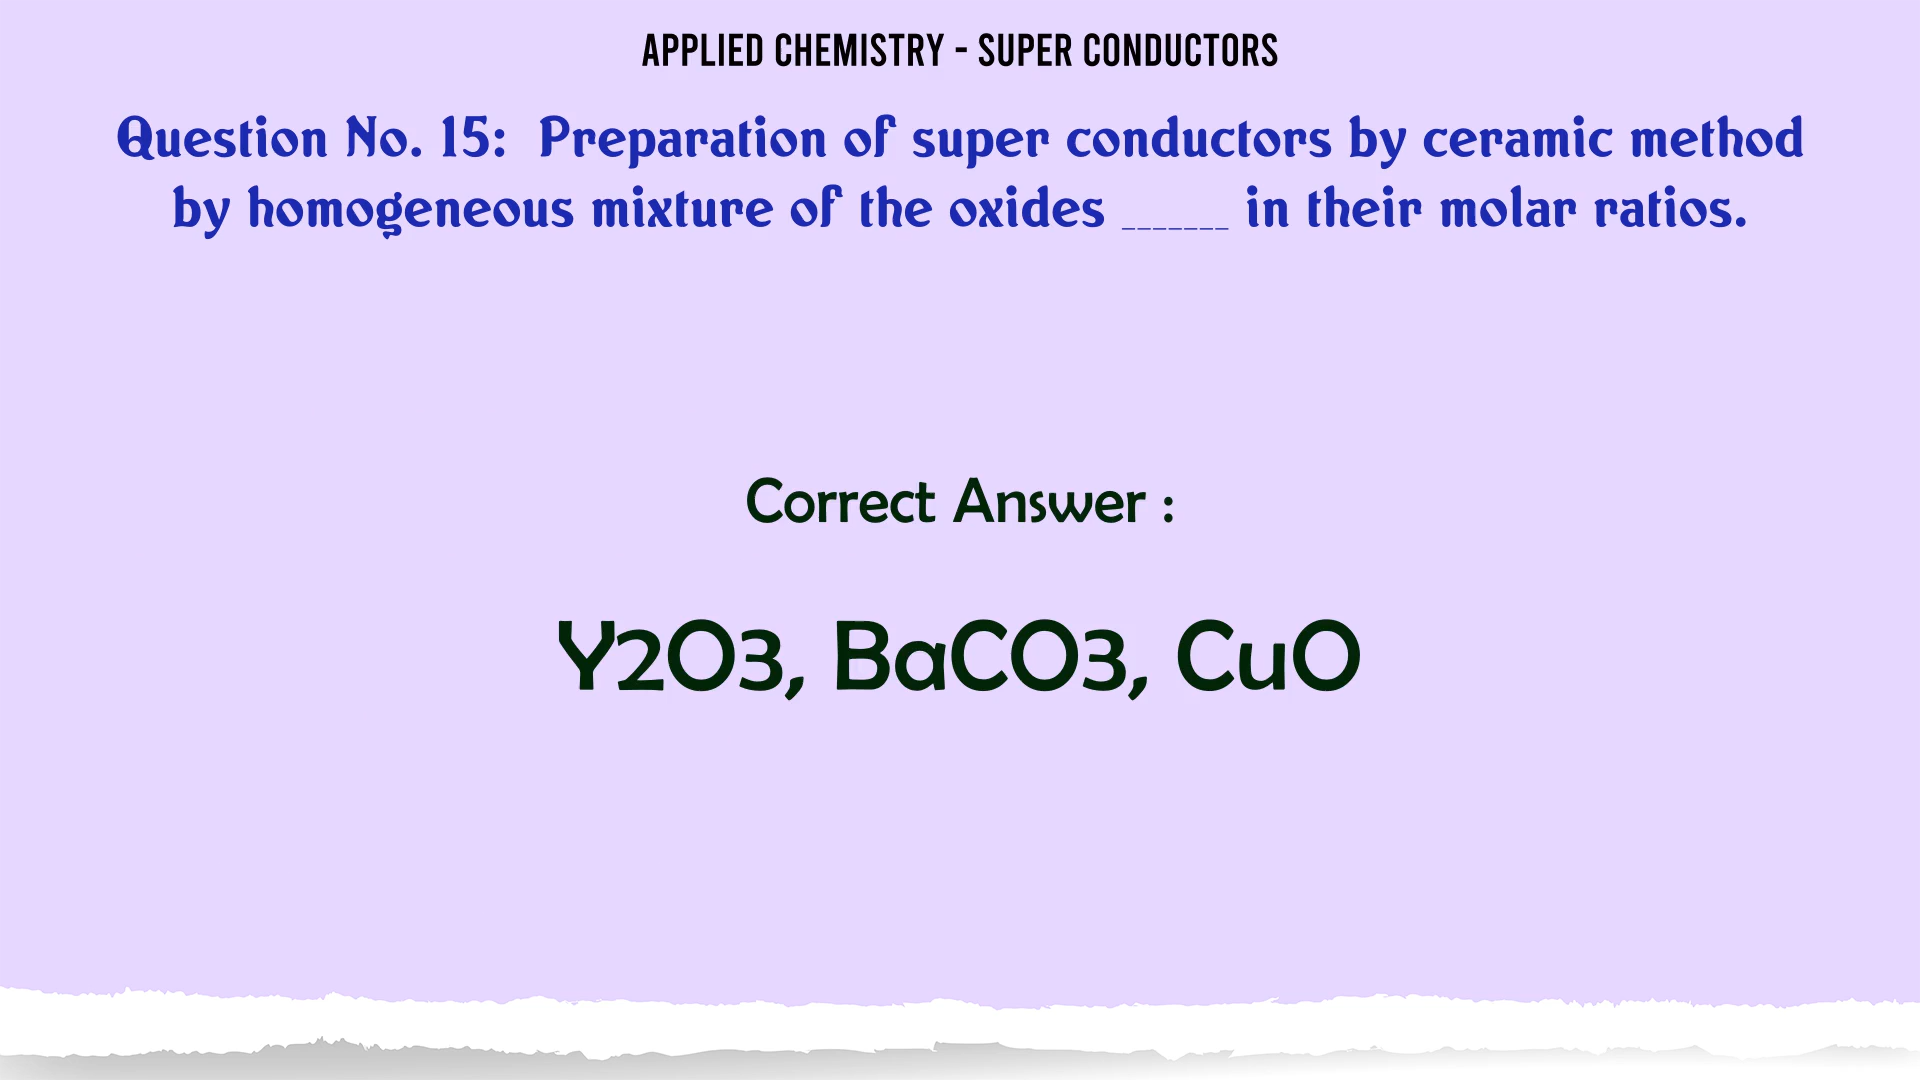 APPLIED CHEMISTRY - SUPER CONDUCTORS
Question No. 15: Preparation of super conductors by ceramic method
by homogeneous mixture of the oxides _______ in their molar ratios.
Correct Answer :
Y2O3, BaCO3, CuO